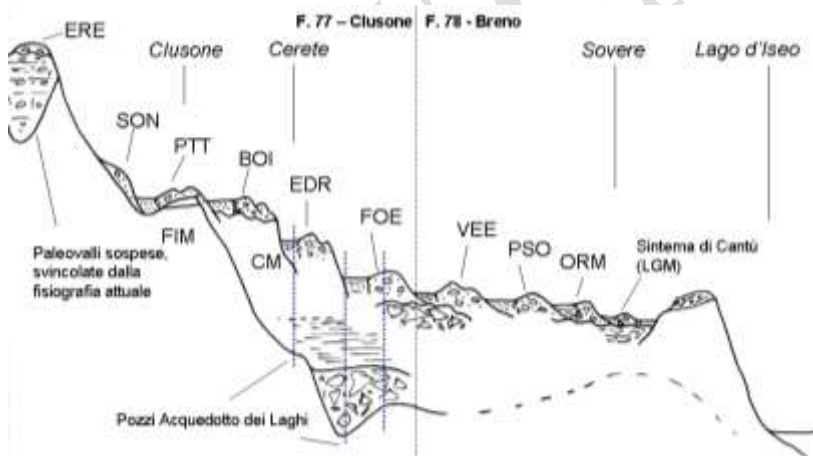 F. 77 – Clusone F. 78 - Breno
ERE
Clusone Cerete Sovere Lago d'Iseo
SON
PTT
BOI
EDR
FOE
VEE
PSO
ORM
Sintema di Cantù
(LGM)
FIM
CM
Paleovalli sospese,
svincolate dalla
fisiografia attuale
Pozzi Acquedotto dei Laghi